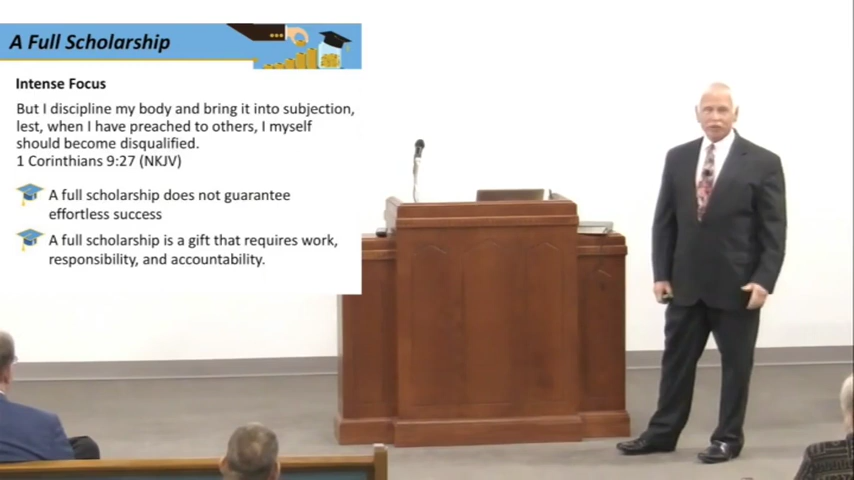 A Full Scholarship
Intense Focus
But I discipline my body and bring it into subjection,
lest, when I have preached to others, I myself
should become disqualified.
1 Corinthians 9:27 (NKJV)
A full scholarship does not guarantee
effortless success
A full scholarship is a gift that requires work,
responsibility, and accountability.